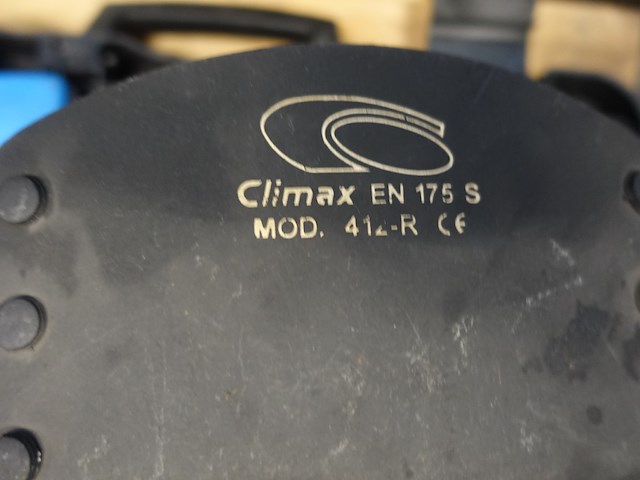 Climax EN 175 S
MOD. 412-R CE